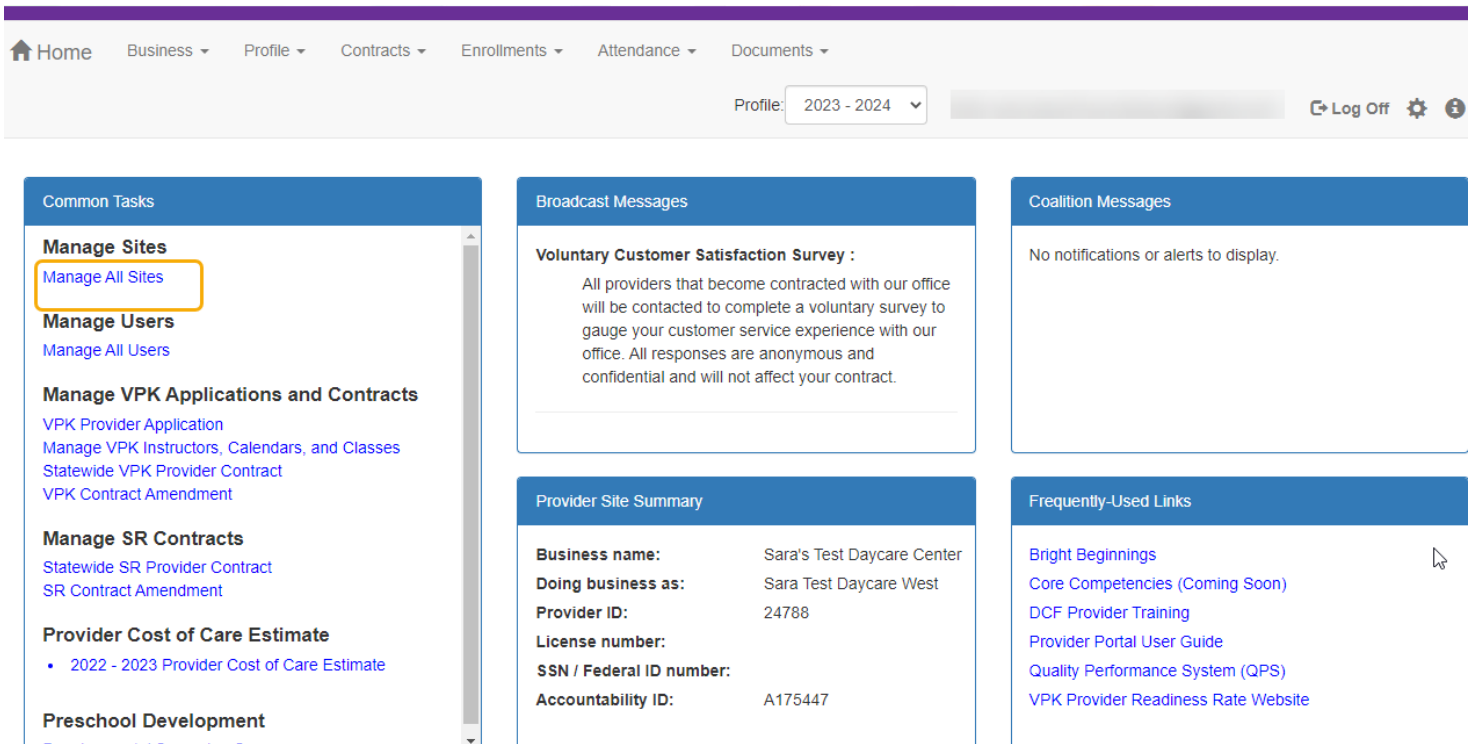 Home Business Profile Contracts Enrollments Attendance Documents
Profile: 2023 - 2024 Log Off
Common Tasks
Manage Sites
Manage All Sites
Manage Users
Manage All Users
Manage VPK Applications and Contracts
VPK Provider Application
Manage VPK Instructors, Calendars, and Classes
Statewide VPK Provider Contract
VPK Contract Amendment
Manage SR Contracts
Statewide SR Provider Contract
SR Contract Amendment
Provider Cost of Care Estimate
• 2022 - 2023 Provider Cost of Care Estimate
Preschool Development
Broadcast Messages
Voluntary Customer Satisfaction Survey :
All providers that become contracted with our office
will be contacted to complete a voluntary survey to
gauge your customer service experience with our
office. All responses are anonymous and
confidential and will not affect your contract.
Coalition Messages
No notifications or alerts to display.
Provider Site Summary
Business name: Sara's Test Daycare Center
Doing business as: Sara Test Daycare West
Provider ID: 24788
License number:
SSN / Federal ID number:
Accountability ID: A175447
Frequently-Used Links
Bright Beginnings
Core Competencies (Coming Soon)
DCF Provider Training
Provider Portal User Guide
Quality Performance System (QPS)
VPK Provider Readiness Rate Website